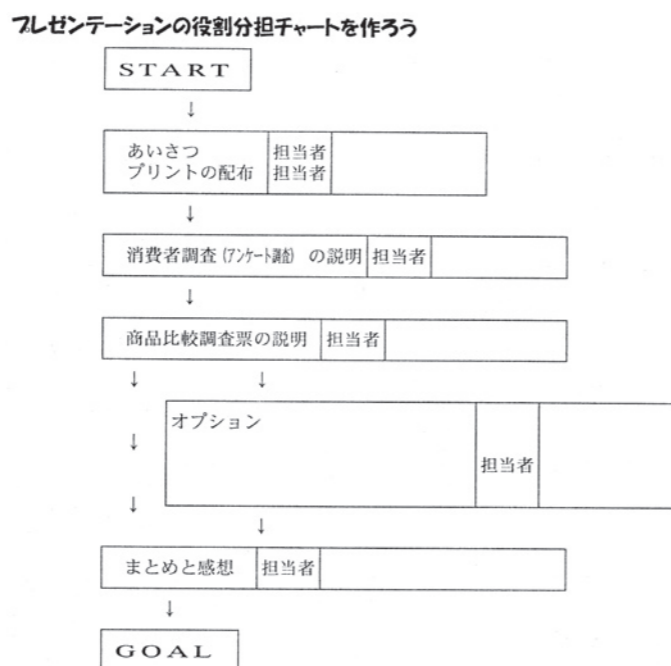 プレゼンテーションの役割分担チャートを作ろう
START
↓
あいさつ 担当者
プリントの配布 担当者
↓
消費者調査(アンケート調査) の説明 担当者
↓
商品比較調査票の説明 担当者
↓ ↓
オプション
↓
担当者
↓
↓
まとめと感想 担当者
↓
GOAL